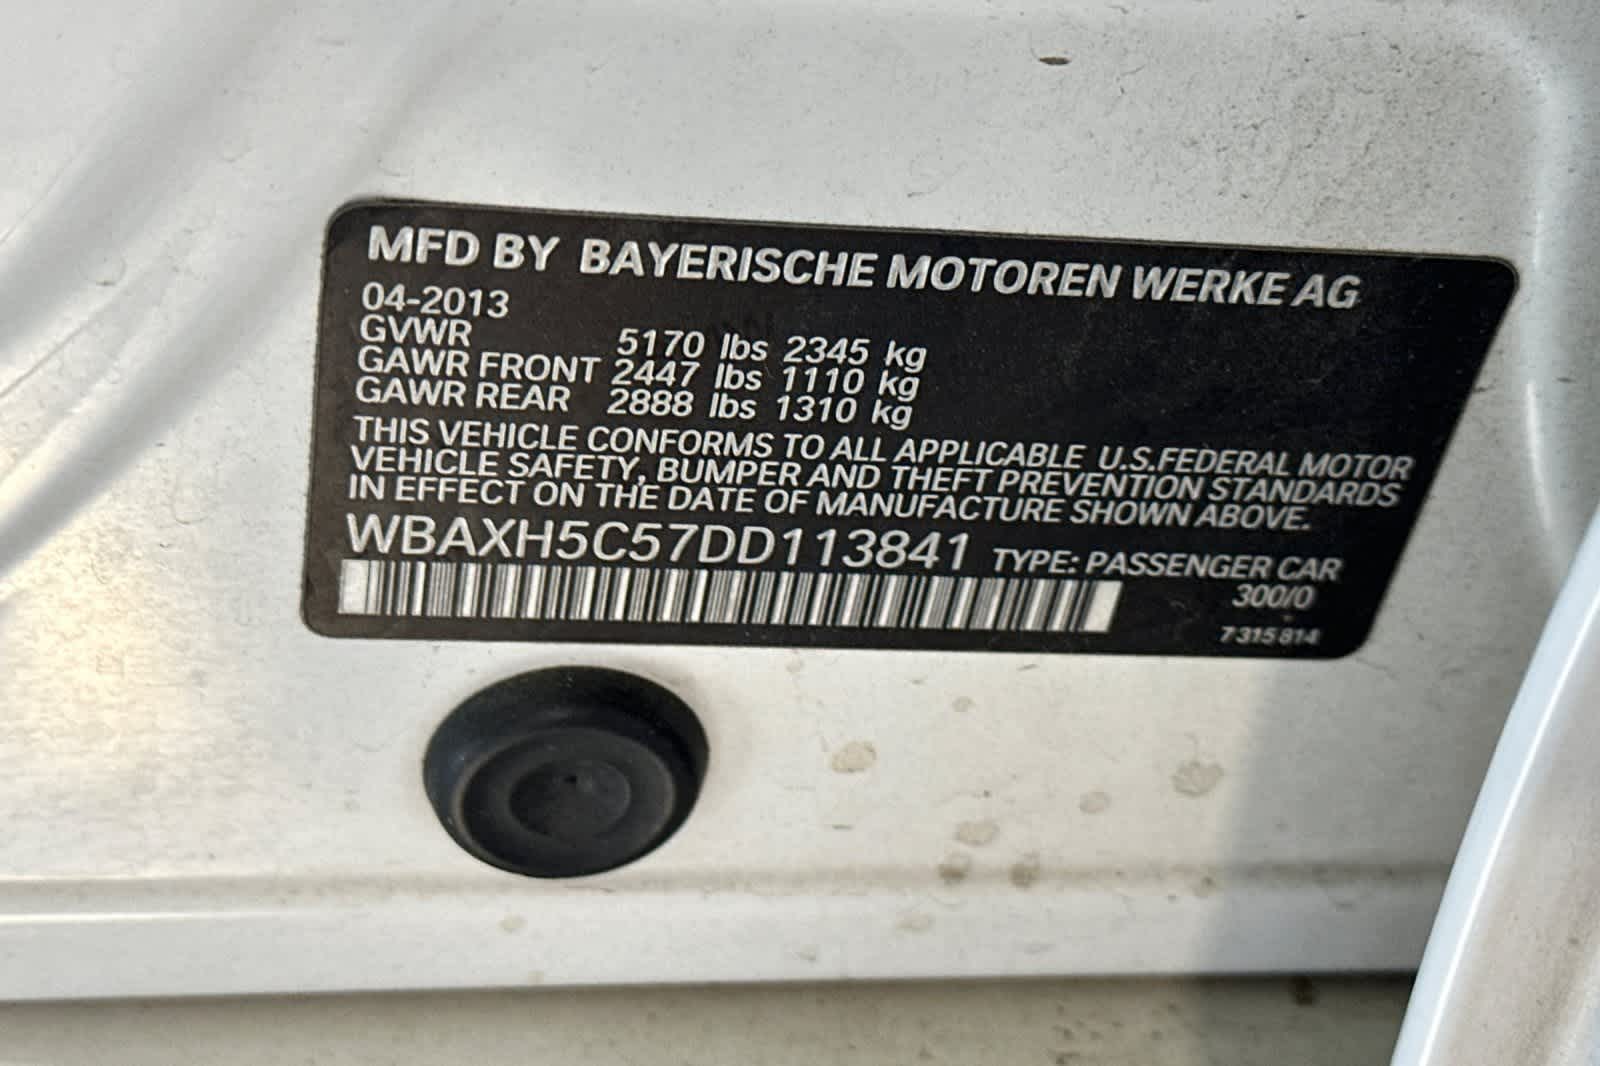 MFD BY BAYERISCHE MOTOREN WERKE AG
04-2013
GVWR 5170 lbs 2345 kg
GAWR FRONT 2447 lbs 1110 kg
GAWR REAR 2888 lbs 1310 kg
THIS VEHICLE CONFORMS TO ALL APPLICABLE U.S.FEDERAL MOTOR
VEHICLE SAFETY, BUMPER AND THEFT PREVENTION STANDARDS
IN EFFECT ON THE DATE OF MANUFACTURE SHOWN ABOVE.
WBAXH5C57DD113841 TYPE: PASSENGER CAR
300/0
7 315 814